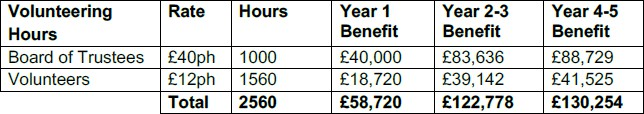 Volunteering Hours Rate Hours Year 1 Benefit Year 2-3 Benefit Year 4-5 Benefit
Board of Trustees £40ph 1000 £40,000 £83,636 £88,729
Volunteers £12ph 1560 £18,720 £39,142 £41,525
Total 2560 £58,720 £122,778 £130,254